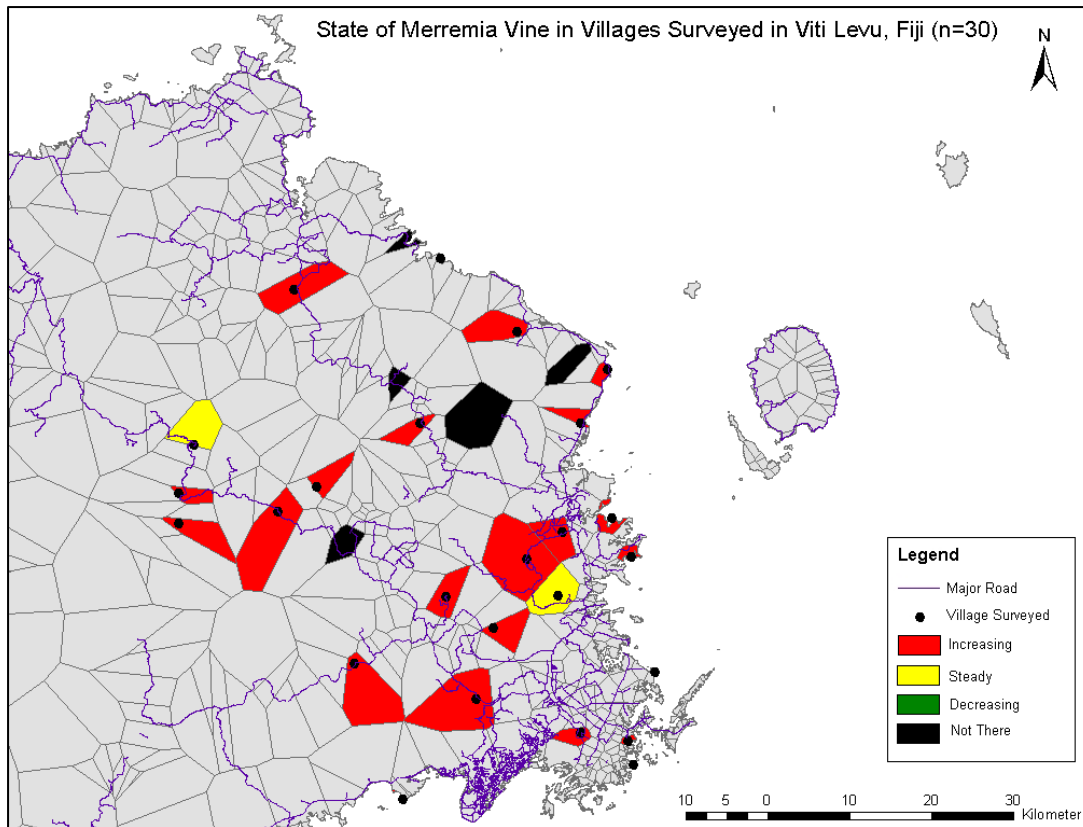 State of Merremia Vine in Villages Surveyed in Viti Levu, Fiji (n=30)
N
Legend
Major Road
Village Surveyed
Increasing
Steady
Decreasing
Not There
10 5 0 10 20 30
Kilometer